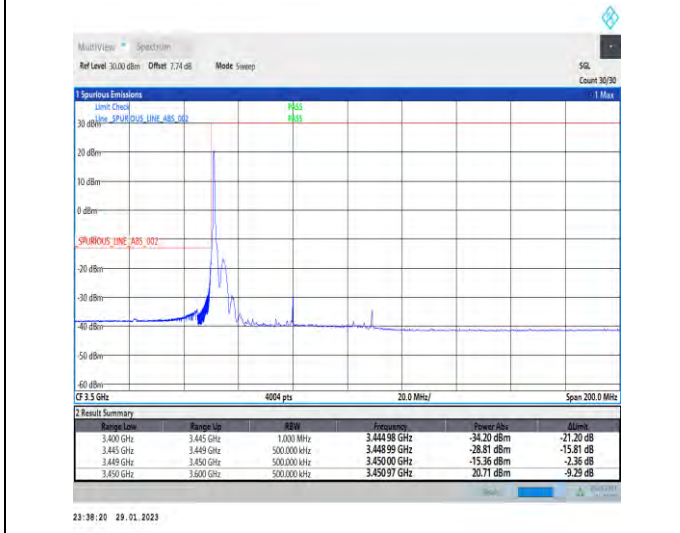 MultiView Spectrum
Ref Level 30.00 dBm Offset 7.74 dB Mode Sweep SGL
Count 30/30
1 Spurious Emissions 1 Max
Limit Check PASS
Line _SPURIOUS_LINE_ABS_002 PASS
30 dBm
20 dBm
10 dBm
0 dBm
_SPURIOUS_LINE_ABS_002
-20 dBm
-30 dBm
-40 dBm
-50 dBm
-60 dBm
CF 3.5 GHz 4004 pts 20.0 MHz/ Span 200.0 MHz
2 Result Summary
Range Low Range Up RBW Frequency Power Abs ΔLimit
3.400 GHz 3.445 GHz 1.000 MHz 3.444 98 GHz -34.20 dBm -21.20 dB
3.445 GHz 3.449 GHz 500.000 kHz 3.448 99 GHz -28.81 dBm -15.81 dB
3.449 GHz 3.450 GHz 500.000 kHz 3.450 00 GHz -15.36 dBm -2.36 dB
3.450 GHz 3.600 GHz 500.000 kHz 3.450 97 GHz 20.71 dBm -9.29 dB
23:38:20 29.01.2023